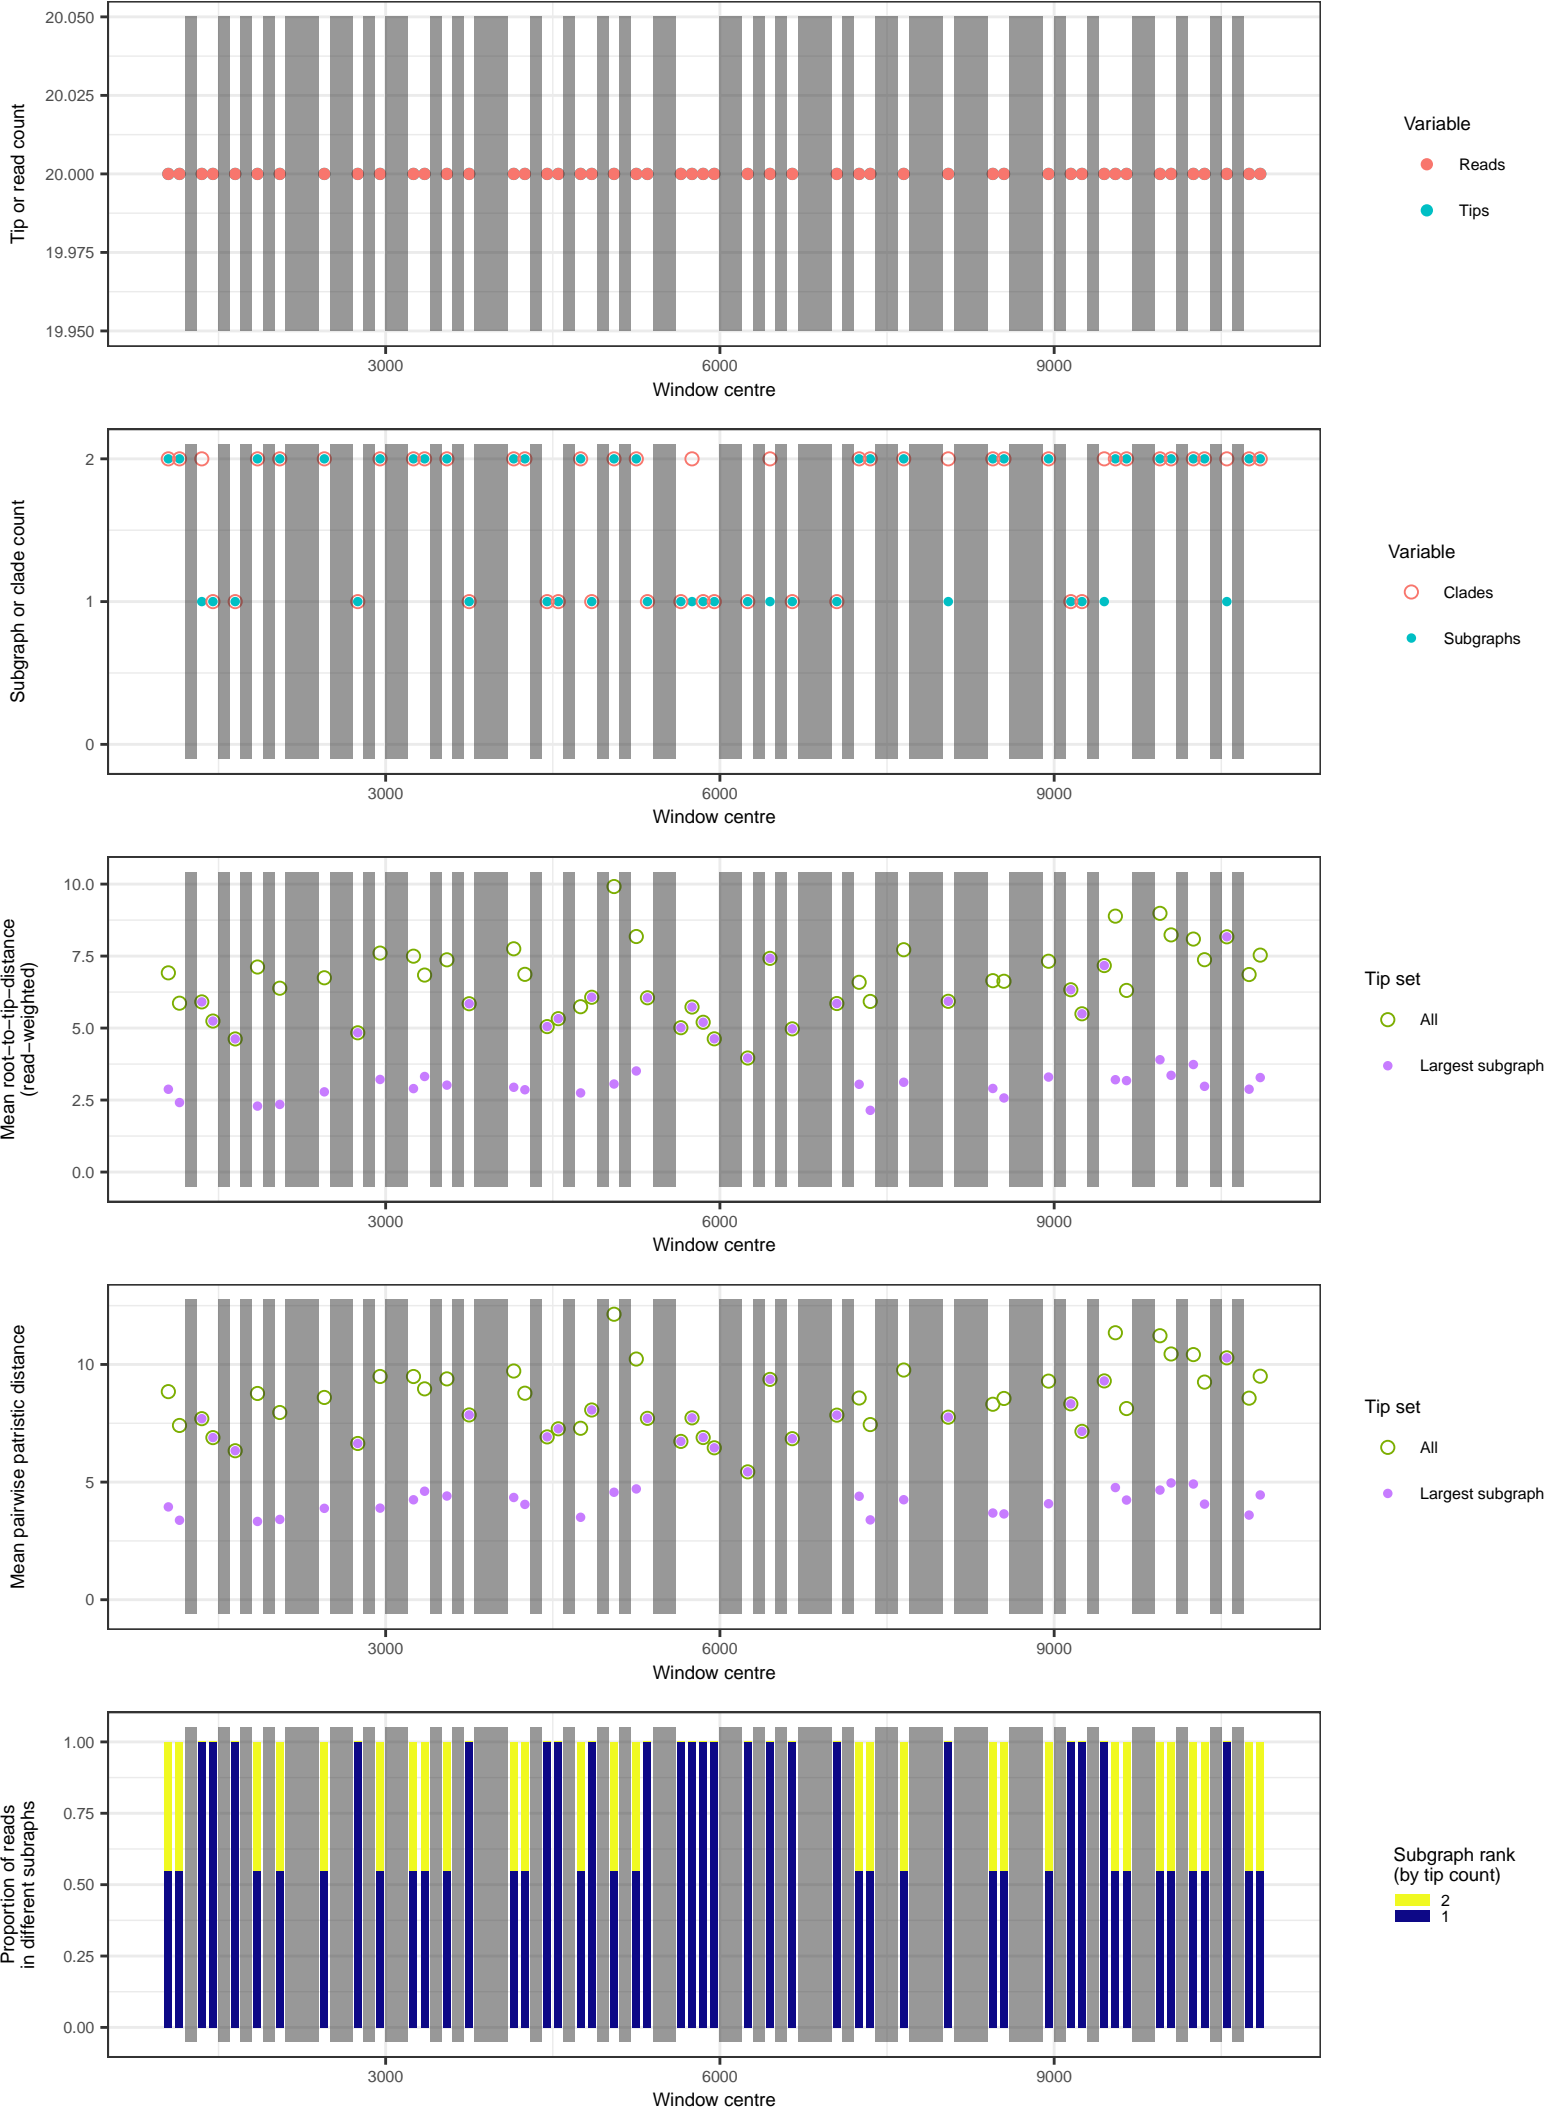 20.050
20.025
20.000
19.975
19.950
Tip or read count
3000
6000
9000
Window centre
Variable
Reads
Tips
2
1
0
Subgraph or clade count
3000
6000
9000
Window centre
Variable
Clades
Subgraphs
10.0
7.5
5.0
2.5
0.0
Mean root−to−tip−distance
(read−weighted)
3000
6000
9000
Window centre
Tip set
All
Largest subgraph
10
5
0
Mean pairwise patristic distance
3000
6000
9000
Window centre
Tip set
All
Largest subgraph
1.00
0.75
0.50
0.25
0.00
Proportion of reads
in different subraphs
3000
6000
9000
Window centre
Subgraph rank
(by tip count)
2
1